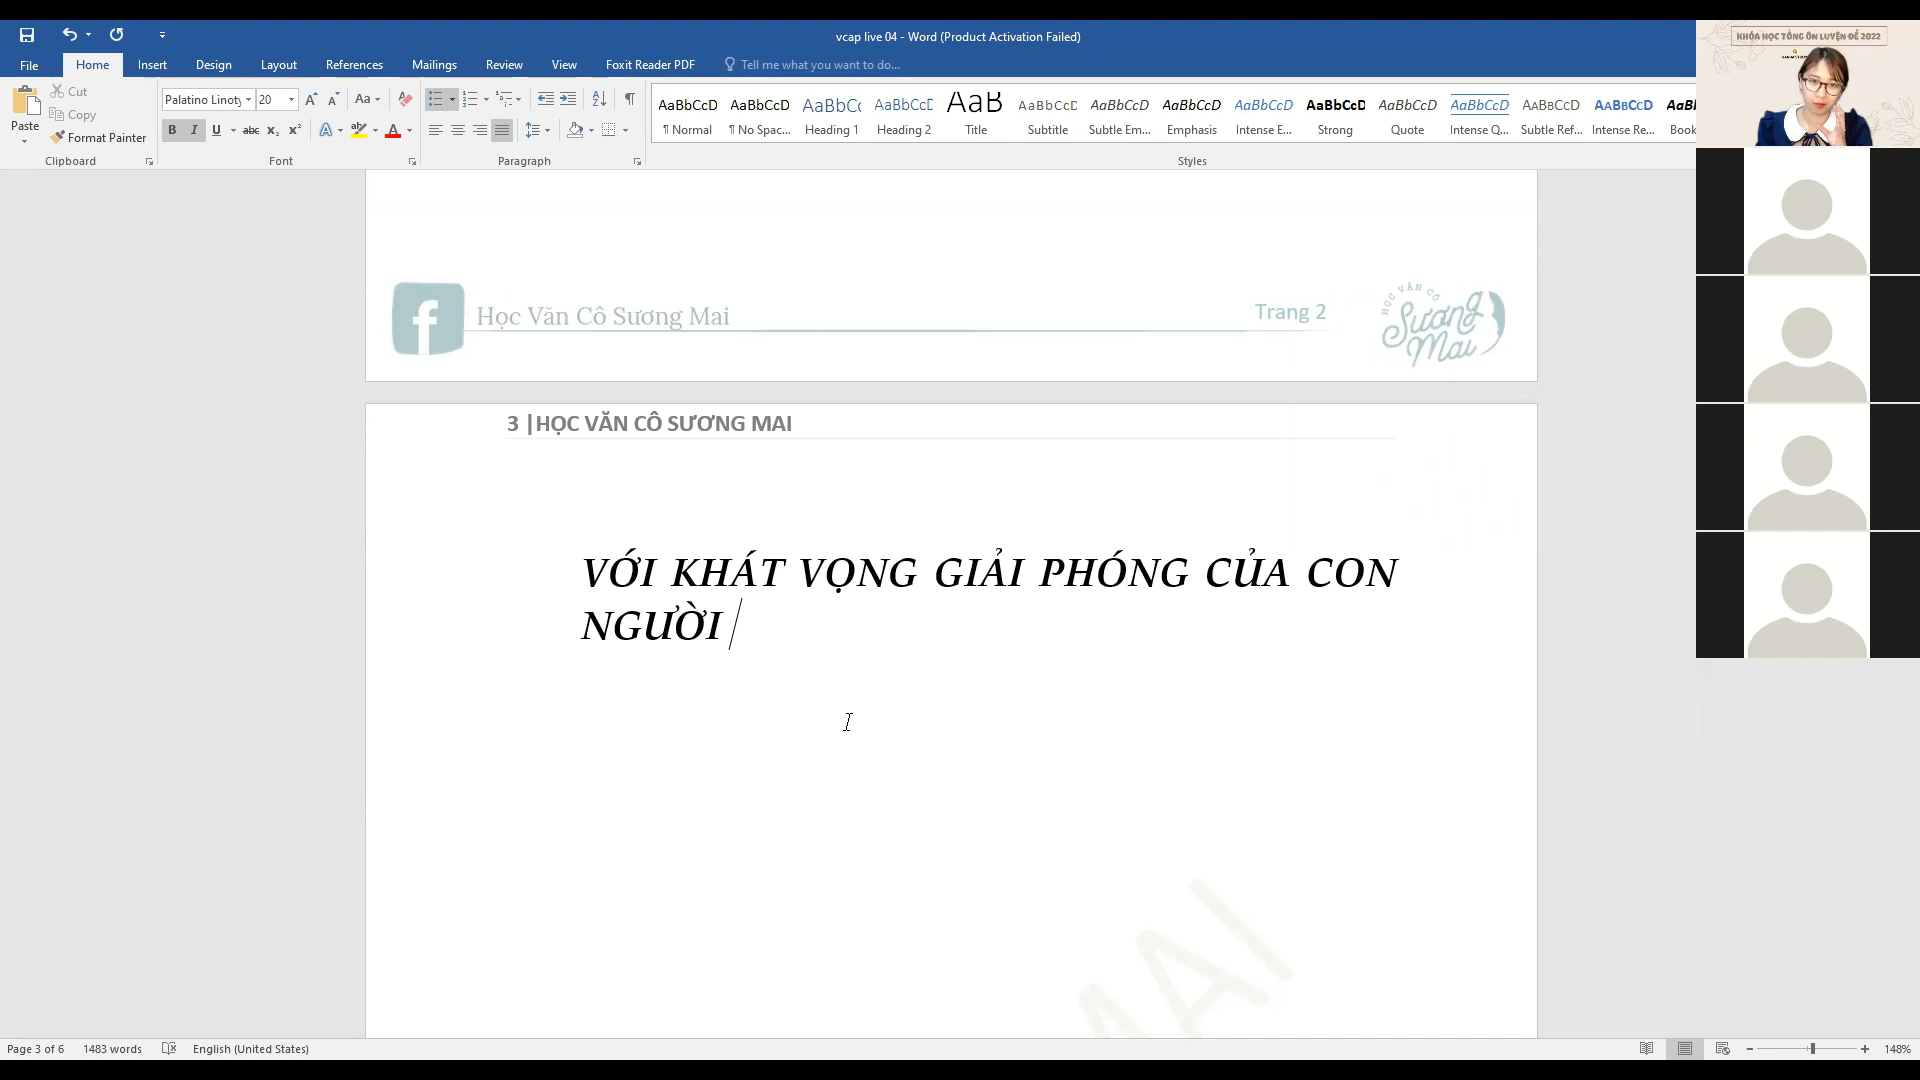 vcap live 04 - Word (Product Activation Failed)
File Home Insert Design Layout References Mailings Review View Foxit Reader PDF Tell me what you want to do...
Paste
Cut
Copy
Format Painter
Clipboard
Palatino Linoty 20
Font
Paragraph
AaBbCcD AaBbCcD AaBbCc AaBbCcD AaB AaBbCcD AaBbCcD AaBbCcD AaBbCcD AaBbCcD AaBbCcD AaBbCcD AaBbCcD AaBbCcD AaBb
¶ Normal ¶ No Spac... Heading 1 Heading 2 Title Subtitle Subtle Em... Emphasis Intense E... Strong Quote Intense Q... Subtle Ref... Intense Re... Book
Styles
KHÓA HỌC TỔNG ÔN LUYỆN ĐỀ 2022
Học Văn Cô Sương Mai
Trang 2
HỌC VĂN CÔ
Sương
Mai
3 |HỌC VĂN CÔ SƯƠNG MAI
VỚI KHÁT VỌNG GIẢI PHÓNG CỦA CON
NGƯỜI
MAI
Page 3 of 6 1483 words English (United States) 148%